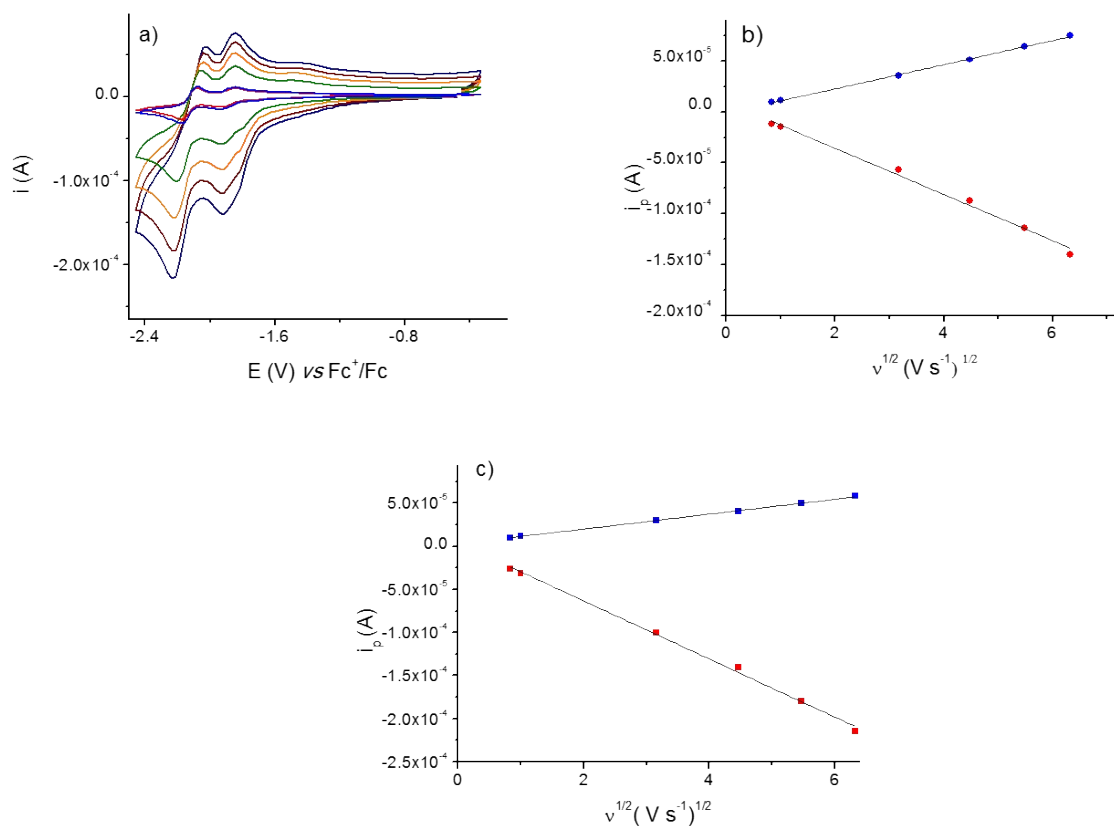 a)
0.0
-1.0x10⁻⁴
-2.0x10⁻⁴
i (A)
-2.4 -1.6 -0.8
E (V) vs Fc⁺/Fc
b)
5.0x10⁻⁵
0.0
-5.0x10⁻⁵
-1.0x10⁻⁴
-1.5x10⁻⁴
-2.0x10⁻⁴
iₚ (A)
0 2 4 6
ν^1/2 (V s⁻¹)^1/2
c)
5.0x10⁻⁵
0.0
-5.0x10⁻⁵
-1.0x10⁻⁴
-1.5x10⁻⁴
-2.0x10⁻⁴
-2.5x10⁻⁴
iₚ (A)
0 2 4 6
ν^1/2( V s⁻¹)^1/2